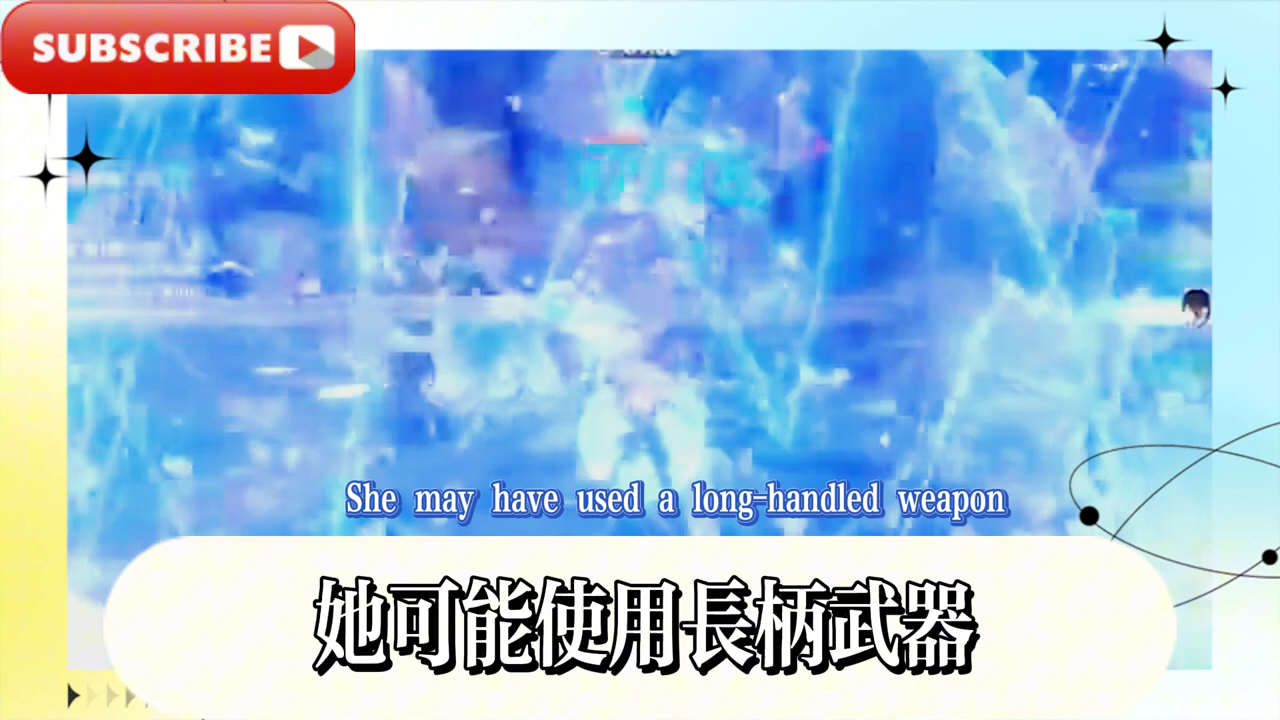 SUBSCRIBE
She may have used a long-handled weapon
她可能使用長柄武器